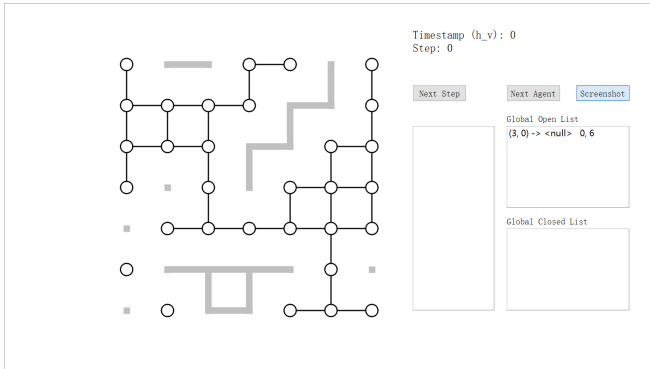 Timestamp (h_v): 0
Step: 0
Next Step
Next Agent
Screenshot
Global Open List
(3, 0) -> <null> 0, 6
Global Closed List